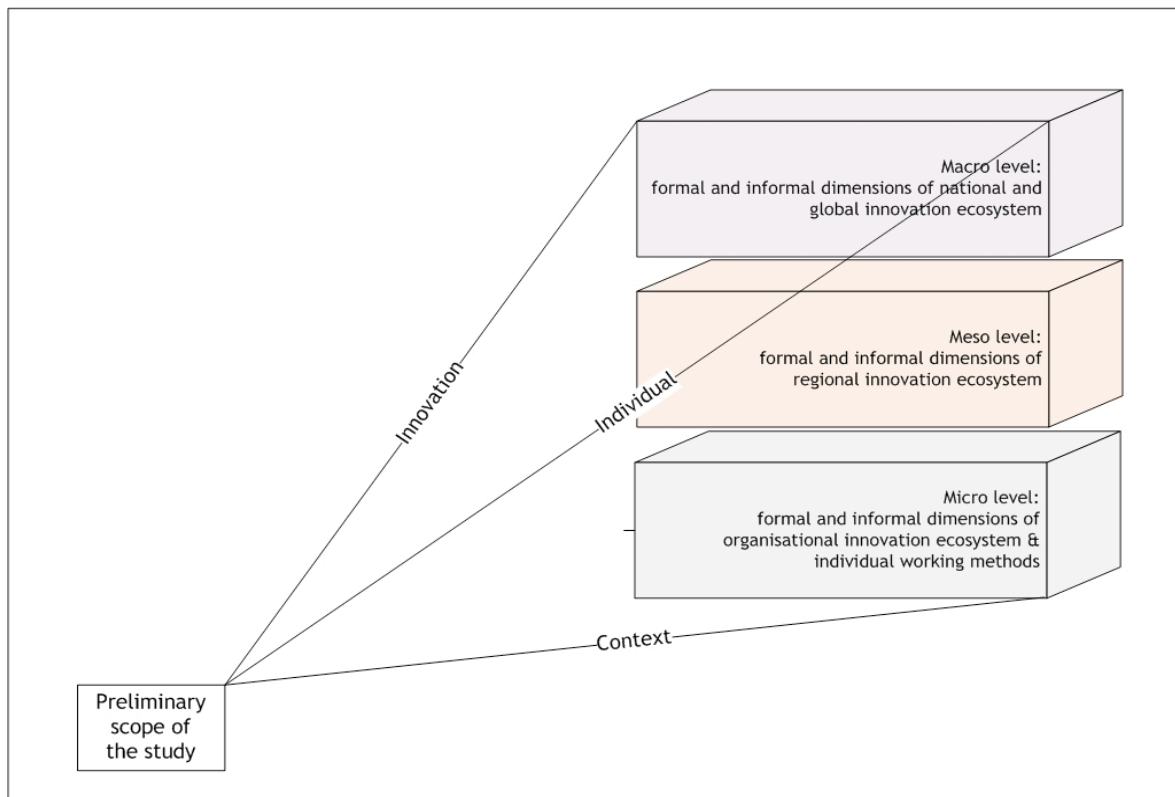 Macro level:
formal and informal dimensions of national and
global innovation ecosystem
Meso level:
formal and informal dimensions of
regional innovation ecosystem
Innovation
Individual
Micro level:
formal and informal dimensions of
organisational innovation ecosystem &
individual working methods
Context
Preliminary
scope of
the study